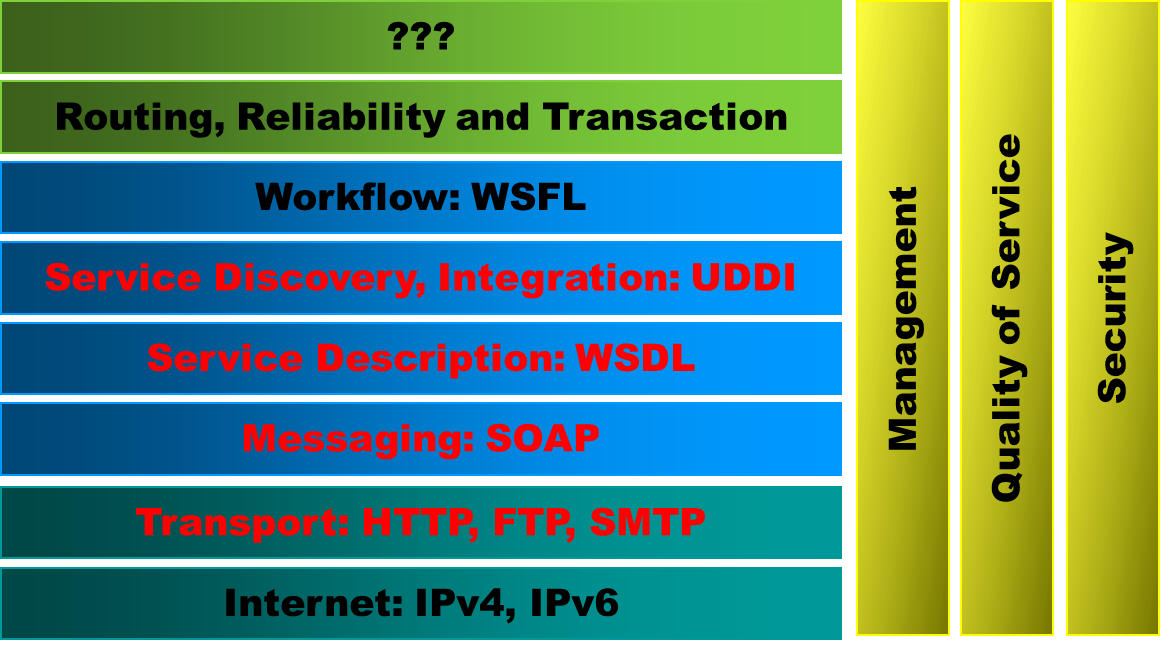 ???
Routing, Reliability and Transaction
Workflow: WSFL
Service Discovery, Integration: UDDI
Service Description: WSDL
Messaging: SOAP
Transport: HTTP, FTP, SMTP
Internet: IPv4, IPv6
Management
Quality of Service
Security